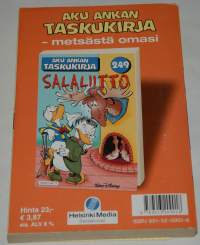 AKU ANKAN
TASKUKIRJA
- metsästä omasi
AKU ANKAN
TASKUKIRJA
249
SALALIITTO
Walt Disney
Hinta 23,-
€ 3,87
sis. ALV 8 %
Helsinki Media